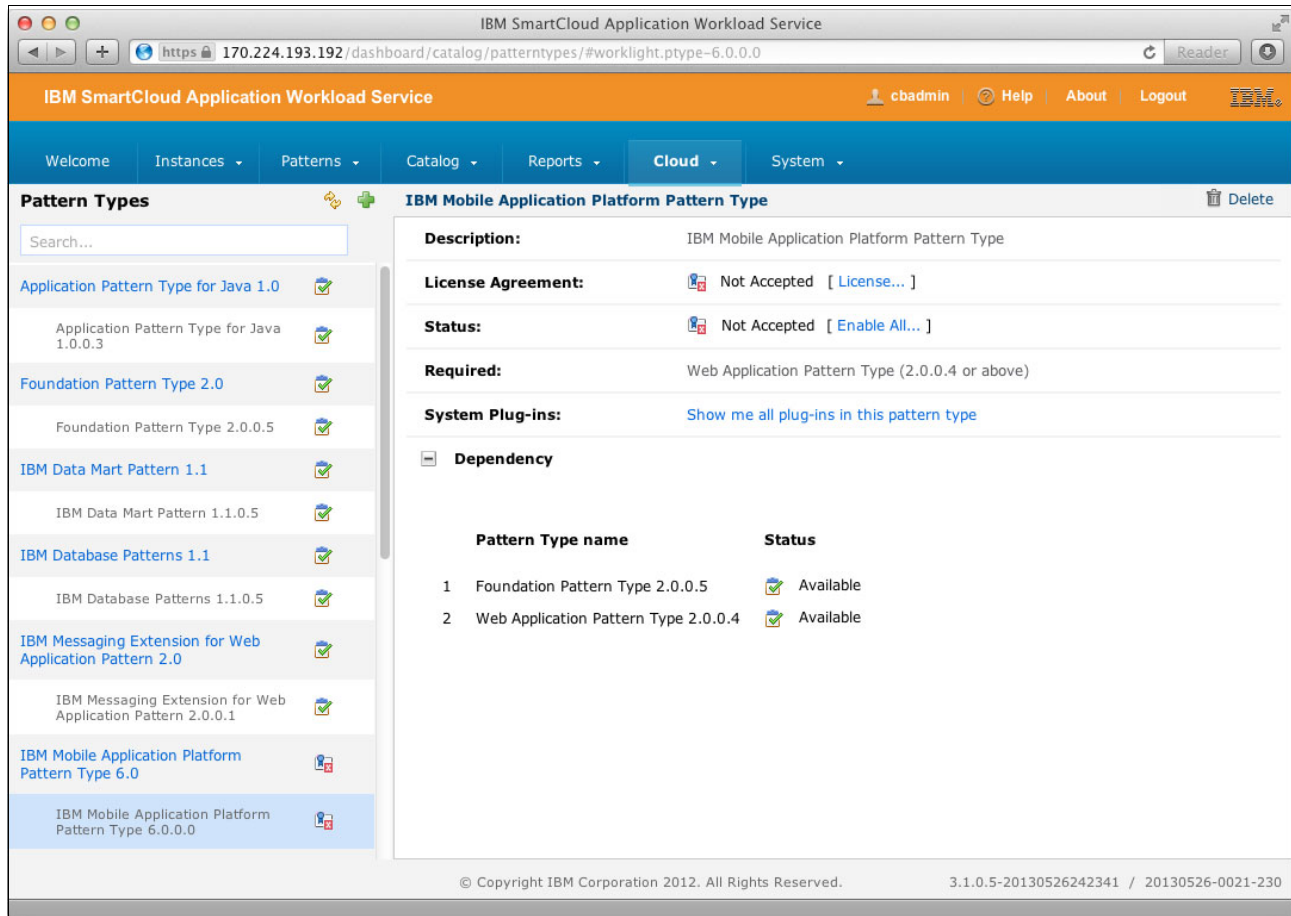 IBM SmartCloud Application Workload Service
https 170.224.193.192/dashboard/catalog/patterntypes/#worklight.ptype-6.0.0.0
Reader
IBM SmartCloud Application Workload Service
cbadmin
Help
About
Logout
IBM
Welcome
Instances
Patterns
Catalog
Reports
Cloud
System
Pattern Types
Search...
Application Pattern Type for Java 1.0
Application Pattern Type for Java
1.0.0.3
Foundation Pattern Type 2.0
Foundation Pattern Type 2.0.0.5
IBM Data Mart Pattern 1.1
IBM Data Mart Pattern 1.1.0.5
IBM Database Patterns 1.1
IBM Database Patterns 1.1.0.5
IBM Messaging Extension for Web
Application Pattern 2.0
IBM Messaging Extension for Web
Application Pattern 2.0.0.1
IBM Mobile Application Platform
Pattern Type 6.0
IBM Mobile Application Platform
Pattern Type 6.0.0.0
IBM Mobile Application Platform Pattern Type
Delete
Description: IBM Mobile Application Platform Pattern Type
License Agreement: Not Accepted [ License... ]
Status: Not Accepted [ Enable All... ]
Required: Web Application Pattern Type (2.0.0.4 or above)
System Plug-ins: Show me all plug-ins in this pattern type
Dependency
Pattern Type name Status
1 Foundation Pattern Type 2.0.0.5 Available
2 Web Application Pattern Type 2.0.0.4 Available
© Copyright IBM Corporation 2012. All Rights Reserved.
3.1.0.5-20130526242341 / 20130526-0021-230